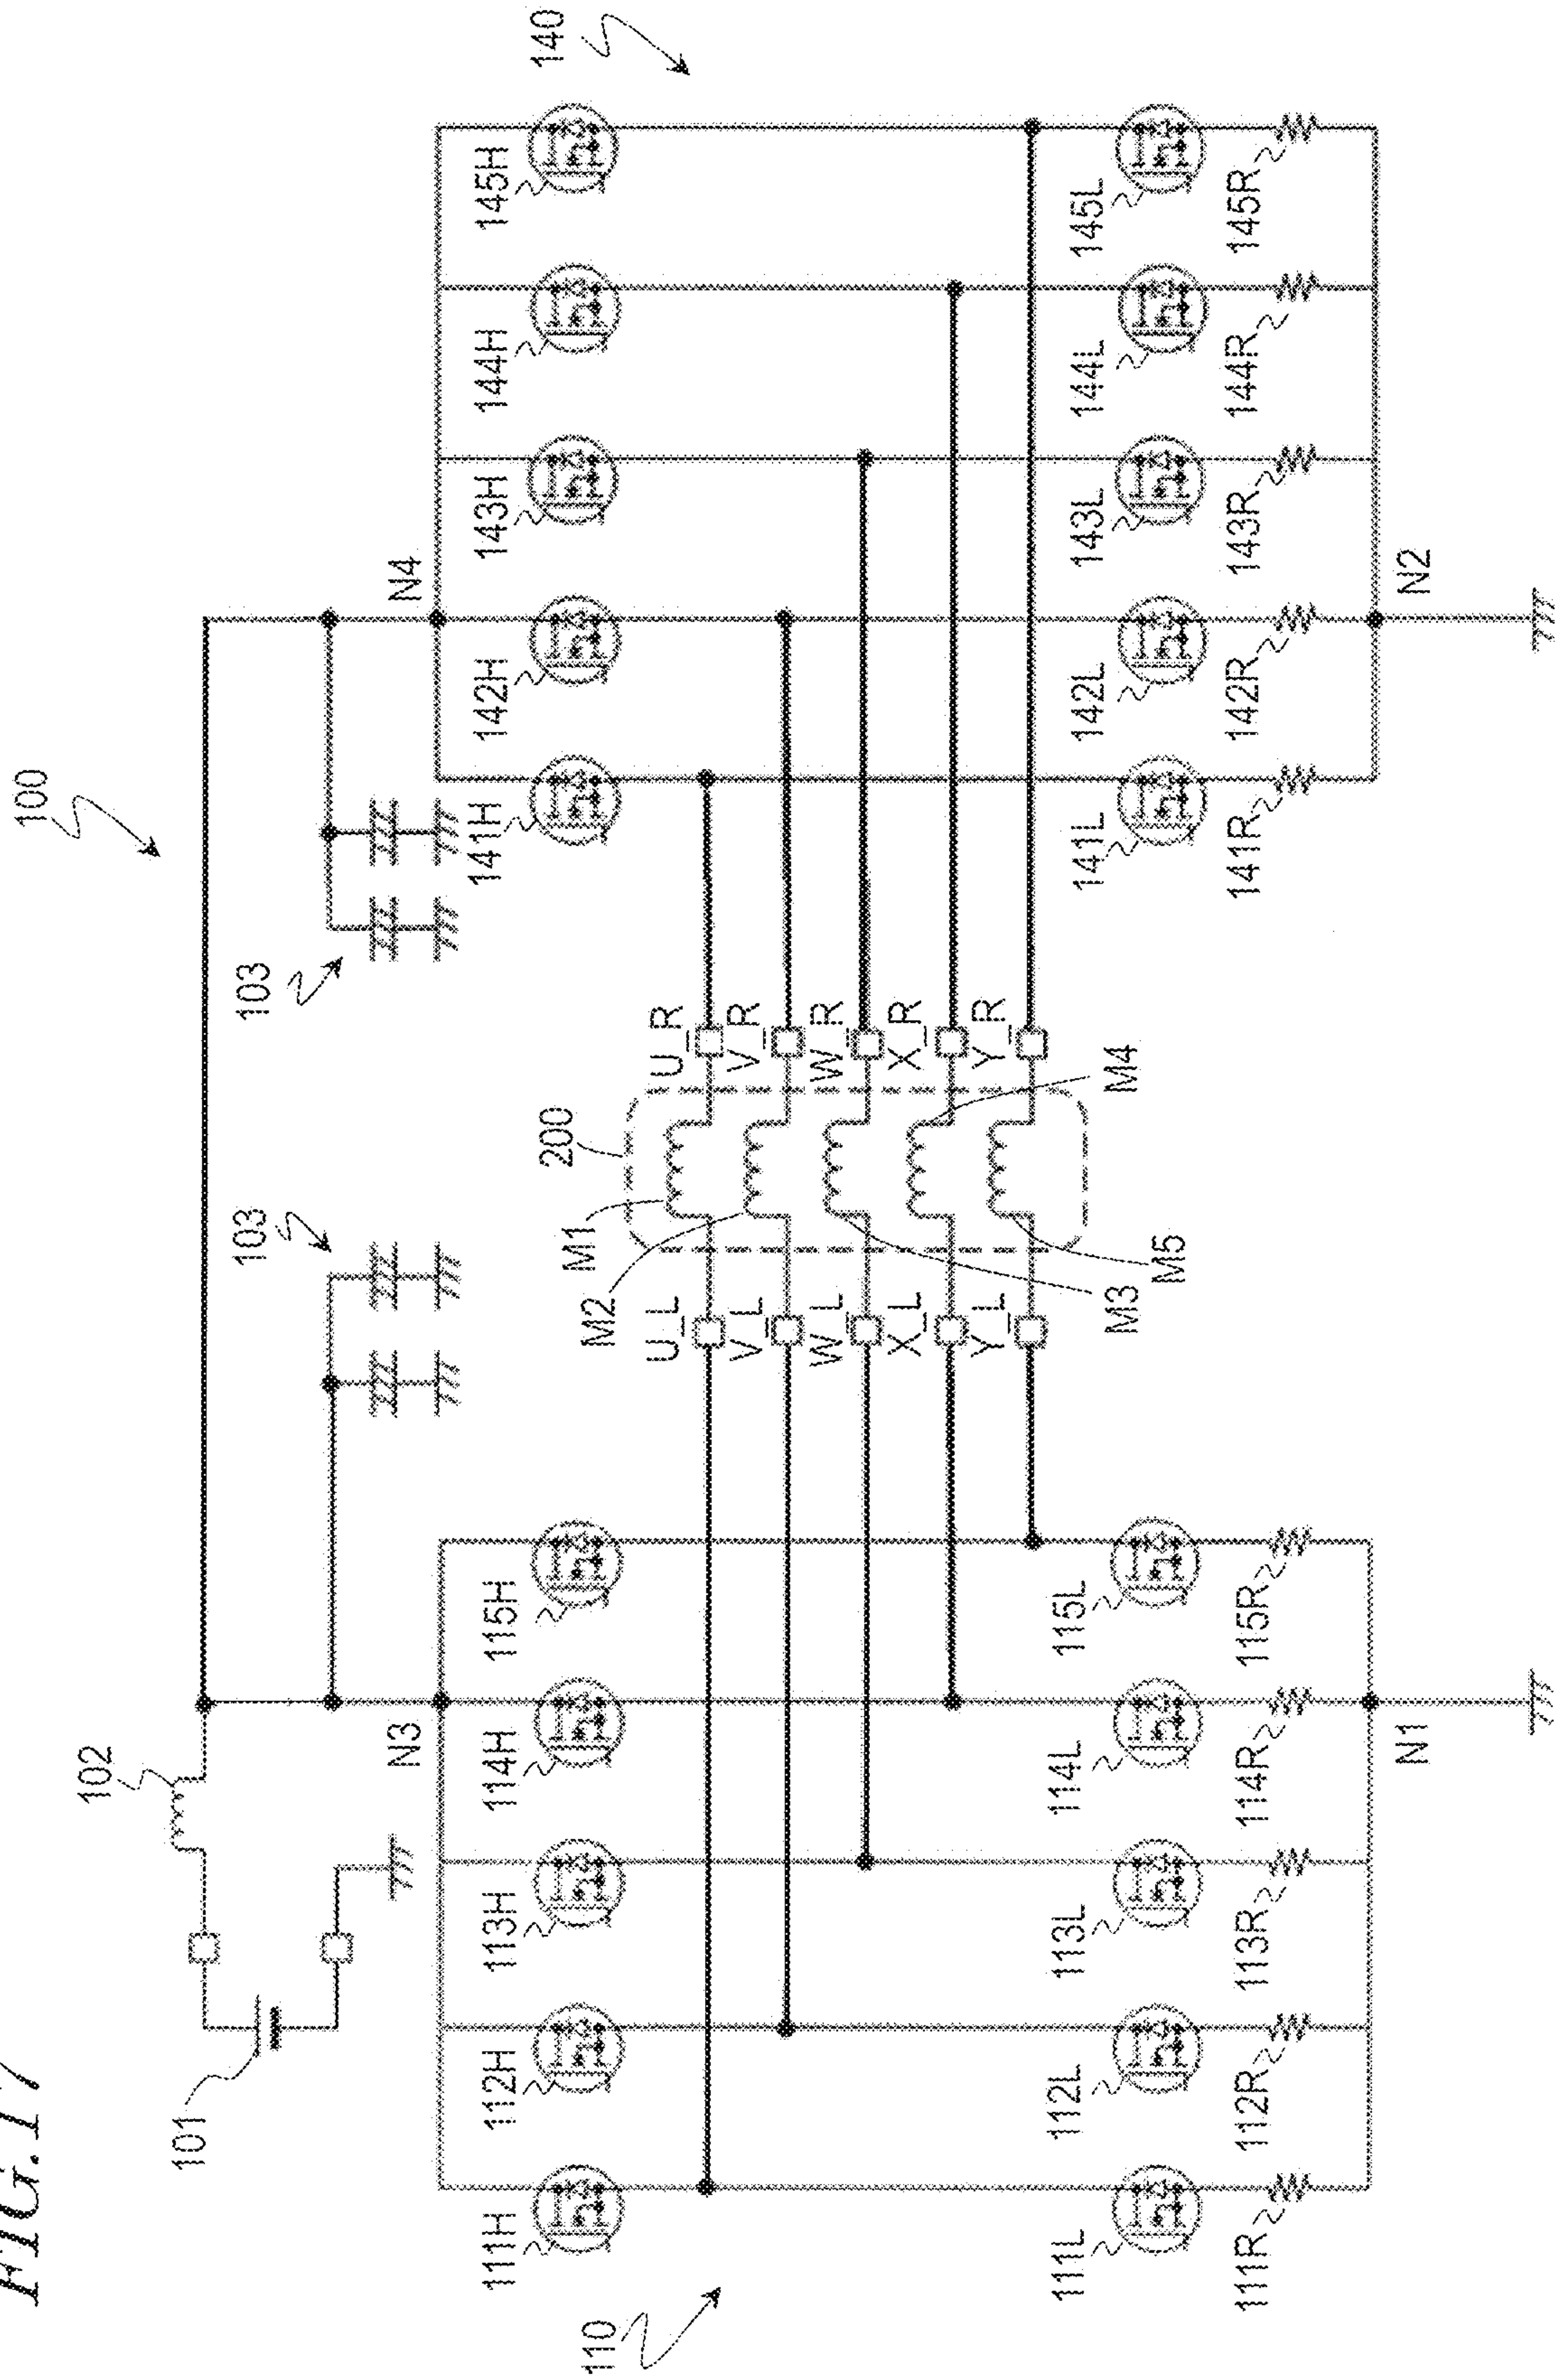 FIG.17
100
101
102
103
103
N3
N4
110
140
111H
112H
113H
114H
115H
141H
142H
143H
144H
145H
200
M1
M2
U_L
V_L
W_L
X_L
Y_L
U_R
V_R
W_R
X_R
Y_R
M3
M5
M4
111L
112L
113L
114L
115L
141L
142L
143L
144L
145L
111R
112R
113R
114R
115R
141R
142R
143R
144R
145R
N1
N2